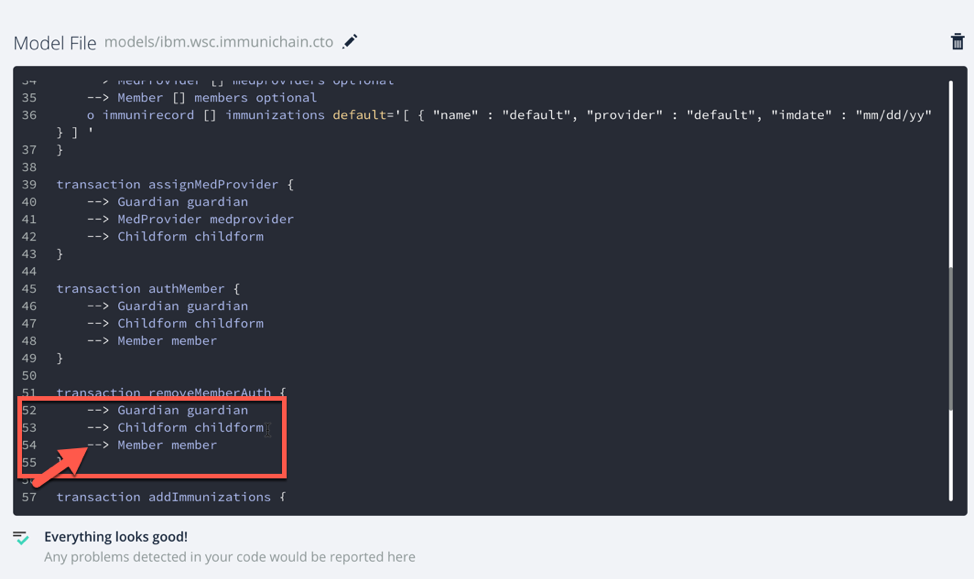 Model File models/ibm.wsc.immunichain.cto
34 --> MedProvider [] medproviders optional
35 --> Member [] members optional
36 o immunirecord [] immunizations default='[ { "name" : "default", "provider" : "default", "imdate" : "mm/dd/yy"
} ] '
37 }
38
39 transaction assignMedProvider {
40 --> Guardian guardian
41 --> MedProvider medprovider
42 --> Childform childform
43 }
44
45 transaction authMember {
46 --> Guardian guardian
47 --> Childform childform
48 --> Member member
49 }
50
51 transaction removeMemberAuth {
52 --> Guardian guardian
53 --> Childform childform
54 --> Member member
55 }
56
57 transaction addImmunizations {
Everything looks good!
Any problems detected in your code would be reported here